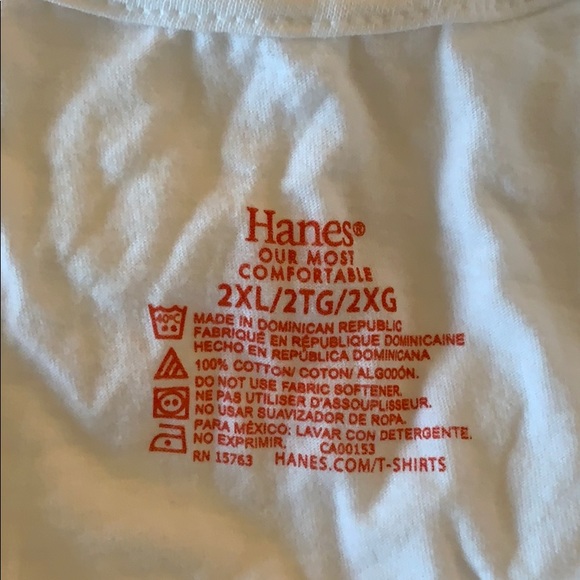 Hanes®
OUR MOST
COMFORTABLE
2XL/2TG/2XG
40°C
MADE IN DOMINICAN REPUBLIC
FABRIQUÉ EN RÉPUBLIQUE DOMINICAINE
HECHO EN REPÚBLICA DOMINICANA
100% COTTON/ COTON/ ALGODÓN.
DO NOT USE FABRIC SOFTENER.
NE PAS UTILISER D'ASSOUPLISEUR.
NO USAR SUAVIZADOR DE ROPA.
PARA MÉXICO: LAVAR CON DETERGENTE.
NO EXPRIMIR. CA00153
RN 15763 HANES.COM/T-SHIRTS